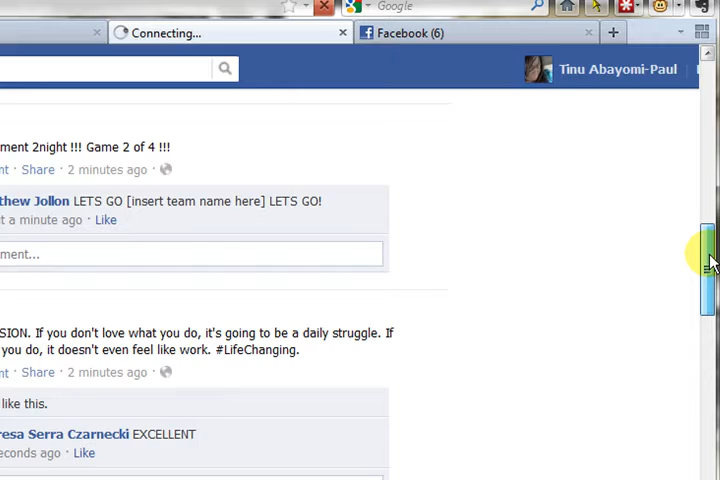 Google
Connecting...
Facebook (6)
Tinu Abayomi-Paul
ment 2night !!! Game 2 of 4 !!!
nt · Share · 2 minutes ago ·
thew Jollon LETS GO [insert team name here] LETS GO!
t a minute ago · Like
ment...
SION. If you don't love what you do, it's going to be a daily struggle. If
you do, it doesn't even feel like work. #LifeChanging.
nt · Share · 2 minutes ago ·
like this.
resa Serra Czarnecki EXCELLENT
econds ago · Like